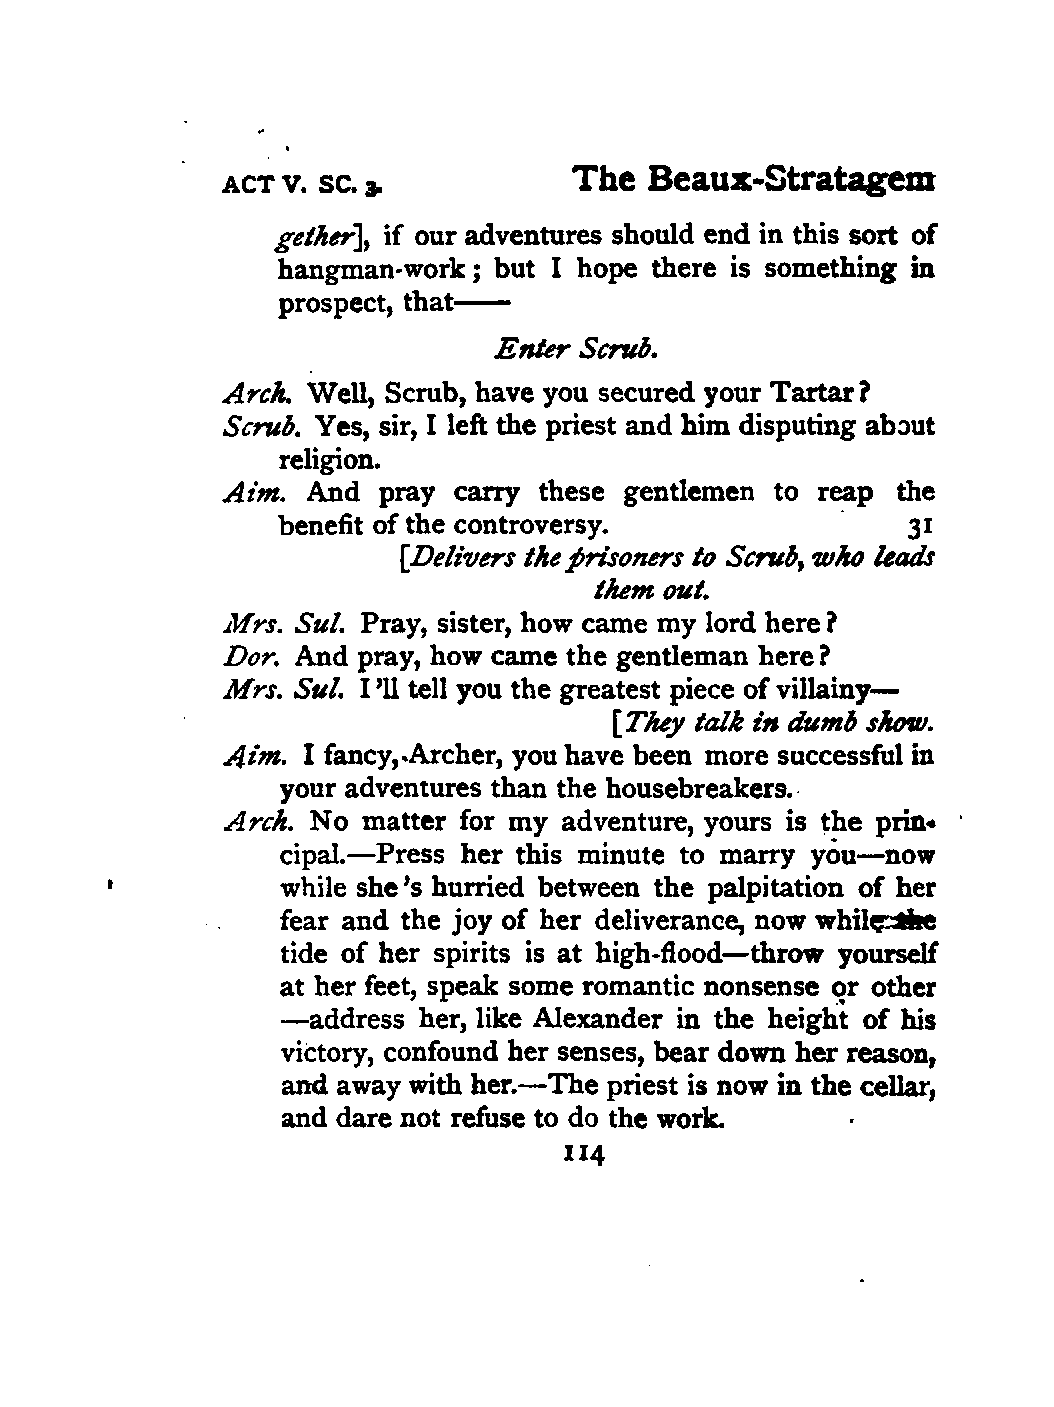 ACT V. SC. 3. The Beaux-Stratagem
gether], if our adventures should end in this sort of
hangman-work; but I hope there is something in
prospect, that——
Enter Scrub.
Arch. Well, Scrub, have you secured your Tartar?
Scrub. Yes, sir, I left the priest and him disputing about
religion.
Aim. And pray carry these gentlemen to reap the
benefit of the controversy. 31
[Delivers the prisoners to Scrub, who leads
them out.
Mrs. Sul. Pray, sister, how came my lord here?
Dor. And pray, how came the gentleman here?
Mrs. Sul. I'll tell you the greatest piece of villainy—
[They talk in dumb show.
Aim. I fancy, Archer, you have been more successful in
your adventures than the housebreakers.
Arch. No matter for my adventure, yours is the prin-
cipal.—Press her this minute to marry you—now
while she's hurried between the palpitation of her
fear and the joy of her deliverance, now while the
tide of her spirits is at high-flood—throw yourself
at her feet, speak some romantic nonsense or other
—address her, like Alexander in the height of his
victory, confound her senses, bear down her reason,
and away with her.—The priest is now in the cellar,
and dare not refuse to do the work.
114